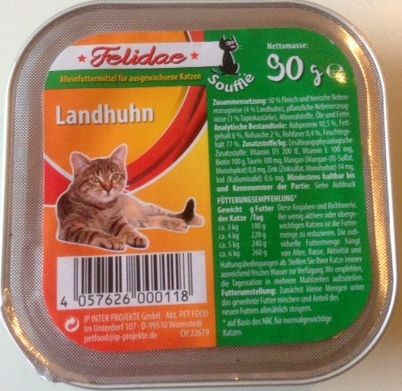 Felidae
Alleinfuttermittel für ausgewachsene Katzen
Landhuhn
Soufflé
Nettomasse:
90 g e
Zusammensetzung: 50 % Fleisch und tierische Neben-
erzeugnisse (4 % Landhuhn), pflanzliche Nebenerzeug-
nisse (1 % Tapiokastärke), Mineralstoffe, Öle und Fette
Analytische Bestandteile: Rohprotein 10,5 %, Fett-
gehalt 6 %, Rohasche 2 %, Rohfaser 0,4 %, Feuchtege-
halt 77 %. Zusatzstoffe/kg: Ernährungsphysiologische
Zusatzstoffe: Vitamin D3 200 IE, Vitamin E 100 mg,
Biotin 100 g, Taurin 100 mg, Mangan (Mangan-(II)-Sulfat,
Monohydrat) 0,8 mg, Zink (Zinksulfat, Monohydrat) 14 mg,
Iod (Kaliumiodid) 0,6 mg. Mindestens haltbar bis
und Kennnummer der Partie: Siehe Aufdruck
FÜTTERUNGSEMPFEHLUNG*
Gewicht g Futter Diese Angaben sind Richtwerte.
der Katze /Tag Bei wenig aktiven oder überge-
ca. 3 kg 190 g wichtigen Katzen ist die Futter-
ca. 4 kg 220 g menge zu reduzieren. Die indi-
ca. 5 kg 240 g viduelle Futtermenge hängt
ca. 6 kg 260 g von Alter, Rasse, Aktivität und
Haltungsbedingungen ab. Stellen Sie Ihrer Katze immer
ausreichend frisches Wasser zur Verfügung. Wir empfehlen,
die Tagesration in mehrere Mahlzeiten aufzuteilen.
Futterumstellung: Zunächst kleine Mengen unter
das gewohnte Futter mischen und Anteil des
neuen Futters allmählich steigern.
* auf Basis des NRC für normalgewichtige
Katzen.
4 057626 000118
JP INTER PROJEKTE GmbH · Abt. PET FOOD
Im Unterdorf 107 · D-99510 Wormstedt
petfood@ip-projekte.de CH 22679